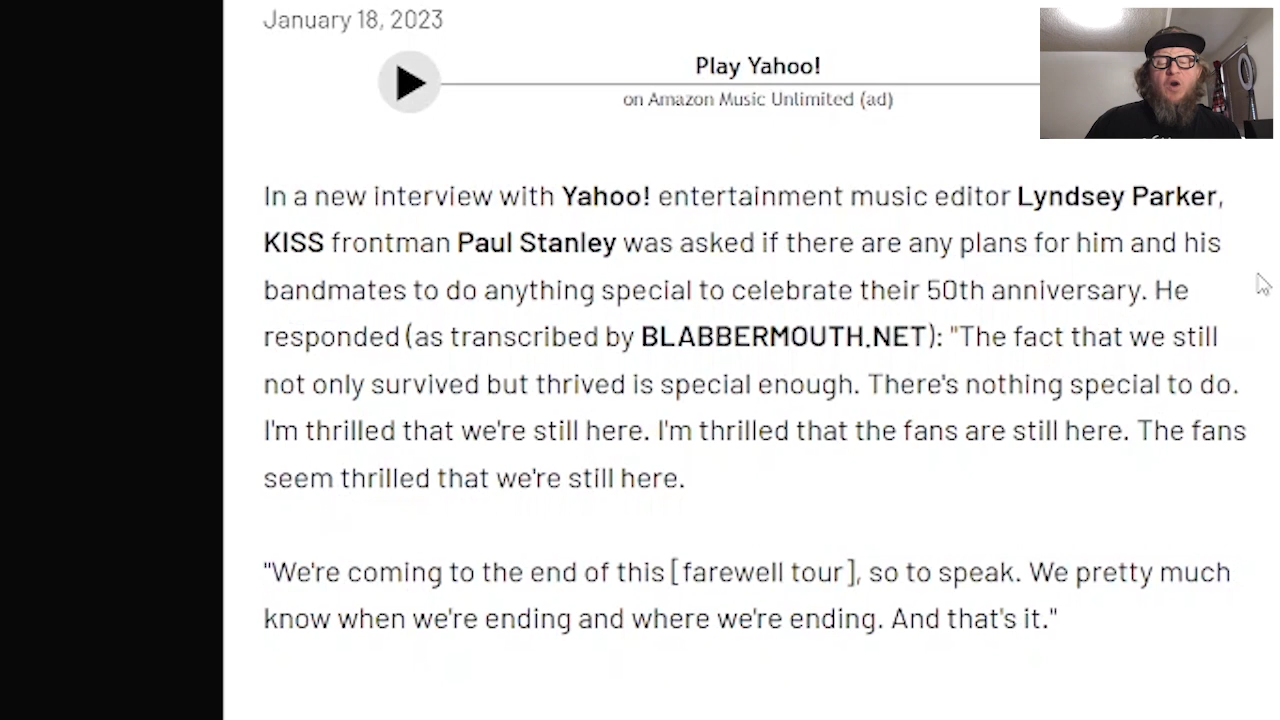 January 18, 2023
Play Yahoo!
on Amazon Music Unlimited (ad)
In a new interview with Yahoo! entertainment music editor Lyndsey Parker,
KISS frontman Paul Stanley was asked if there are any plans for him and his
bandmates to do anything special to celebrate their 50th anniversary. He
responded (as transcribed by BLABBERMOUTH.NET): "The fact that we still
not only survived but thrived is special enough. There's nothing special to do.
I'm thrilled that we're still here. I'm thrilled that the fans are still here. The fans
seem thrilled that we're still here.
"We're coming to the end of this [farewell tour], so to speak. We pretty much
know when we're ending and where we're ending. And that's it."